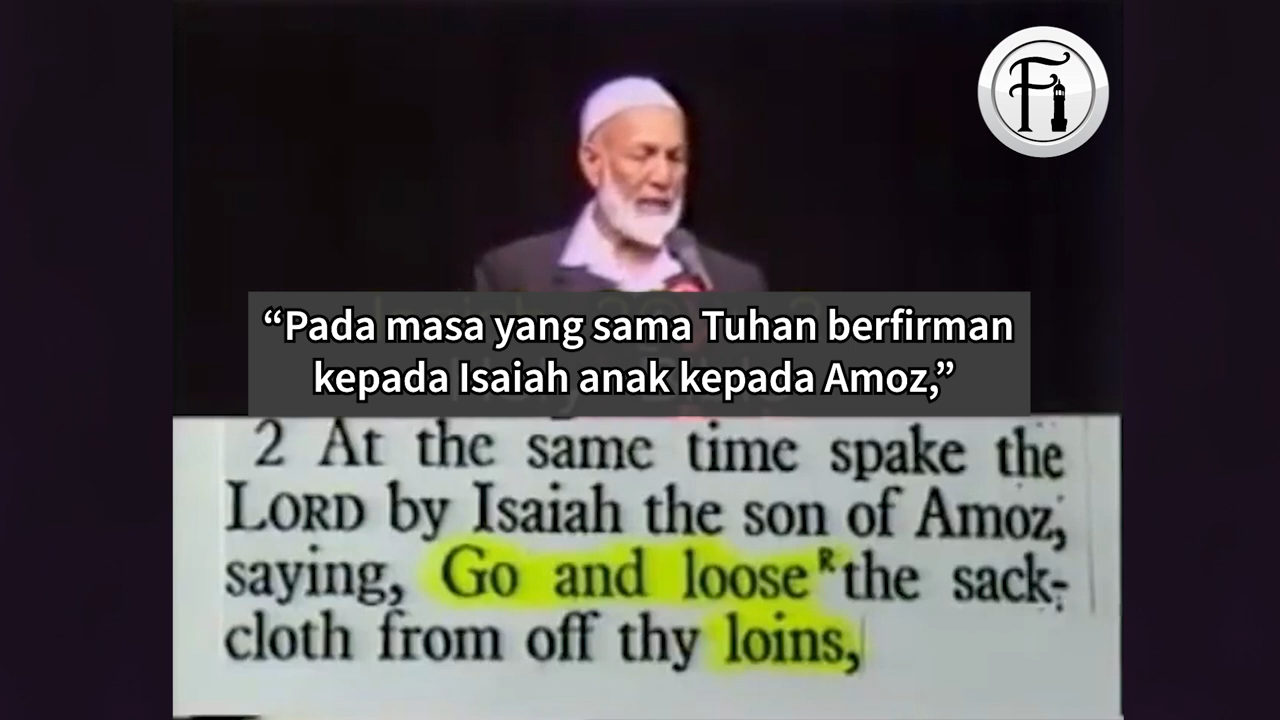 Fi
“Pada masa yang sama Tuhan berfirman
kepada Isaiah anak kepada Amoz,”
2 At the same time spake the
LORD by Isaiah the son of Amoz,
saying, Go and loose R the sack-
cloth from off thy loins,